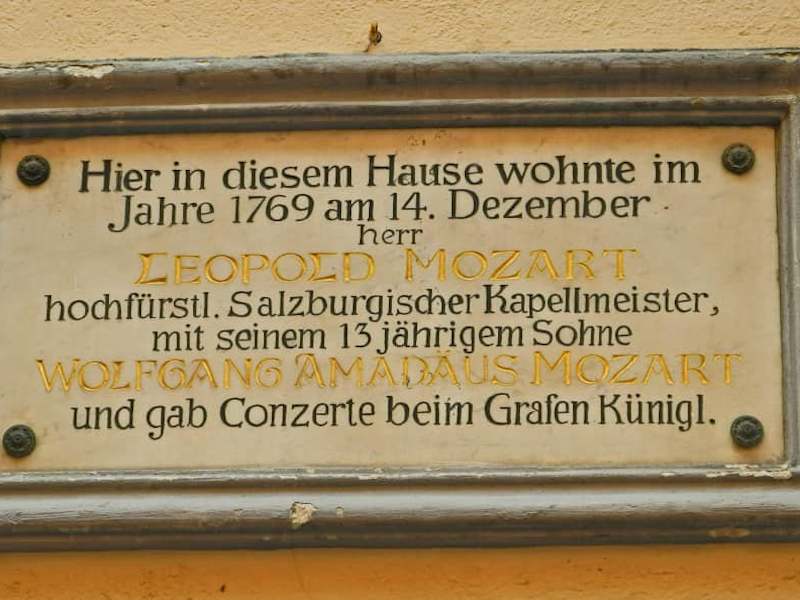 Hier in diesem Hause wohnte im
Jahre 1769 am 14. Dezember
herr
LEOPOLD MOZART
hochfürstl. Salzburgischer Kapellmeister,
mit seinem 13 jährigem Sohne
WOLFGANG AMADÄUS MOZART
und gab Conzerte beim Grafen Künigl.